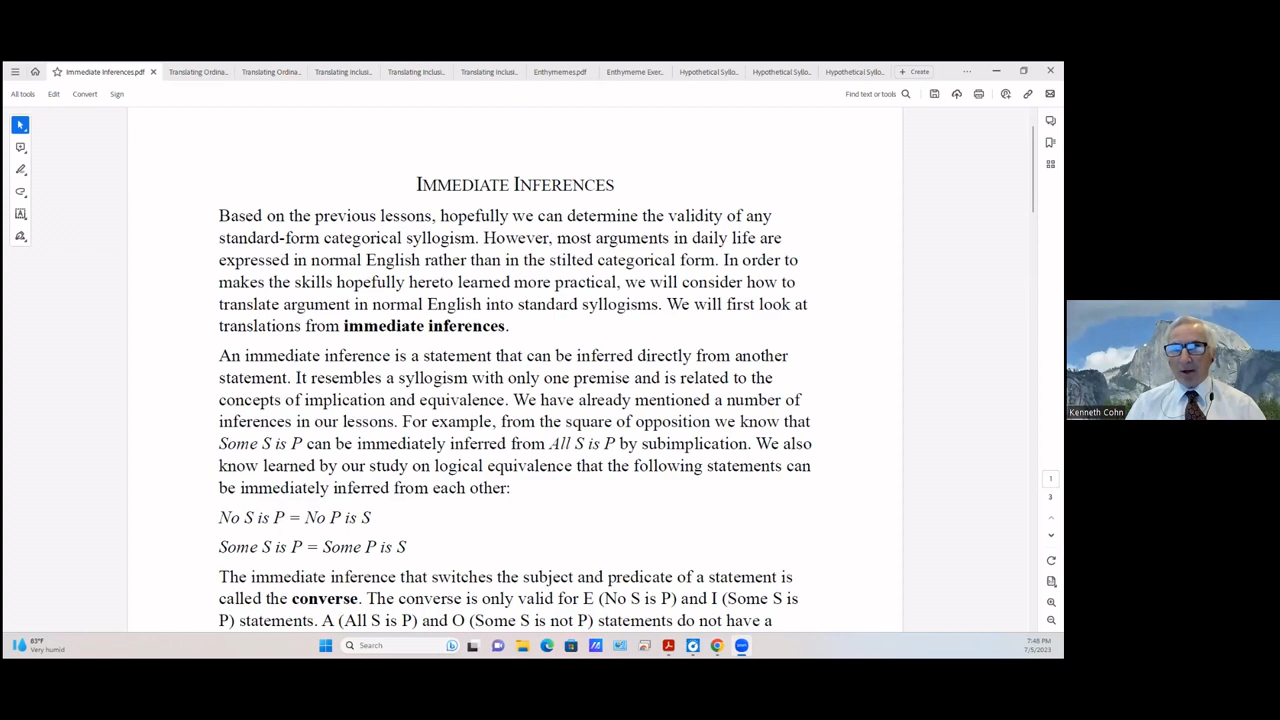 Immediate Inferences.pdf
Translating Ordina...
Translating Ordina...
Translating Inclusi...
Translating Inclusi...
Translating Inclusi...
Enthymemes.pdf
Enthymeme Exer...
Hypothetical Syllo...
Hypothetical Syllo...
Hypothetical Syllo...
+ Create
All tools
Edit
Convert
Sign
Find text or tools
IMMEDIATE INFERENCES
Based on the previous lessons, hopefully we can determine the validity of any
standard-form categorical syllogism. However, most arguments in daily life are
expressed in normal English rather than in the stilted categorical form. In order to
makes the skills hopefully hereto learned more practical, we will consider how to
translate argument in normal English into standard syllogisms. We will first look at
translations from immediate inferences.
An immediate inference is a statement that can be inferred directly from another
statement. It resembles a syllogism with only one premise and is related to the
concepts of implication and equivalence. We have already mentioned a number of
inferences in our lessons. For example, from the square of opposition we know that
Some S is P can be immediately inferred from All S is P by subimplication. We also
know learned by our study on logical equivalence that the following statements can
be immediately inferred from each other:
No S is P = No P is S
Some S is P = Some P is S
The immediate inference that switches the subject and predicate of a statement is
called the converse. The converse is only valid for E (No S is P) and I (Some S is
P) statements. A (All S is P) and O (Some S is not P) statements do not have a
1
3
Kenneth Cohn
83°F
Very humid
Search
7:48 PM
7/5/2023